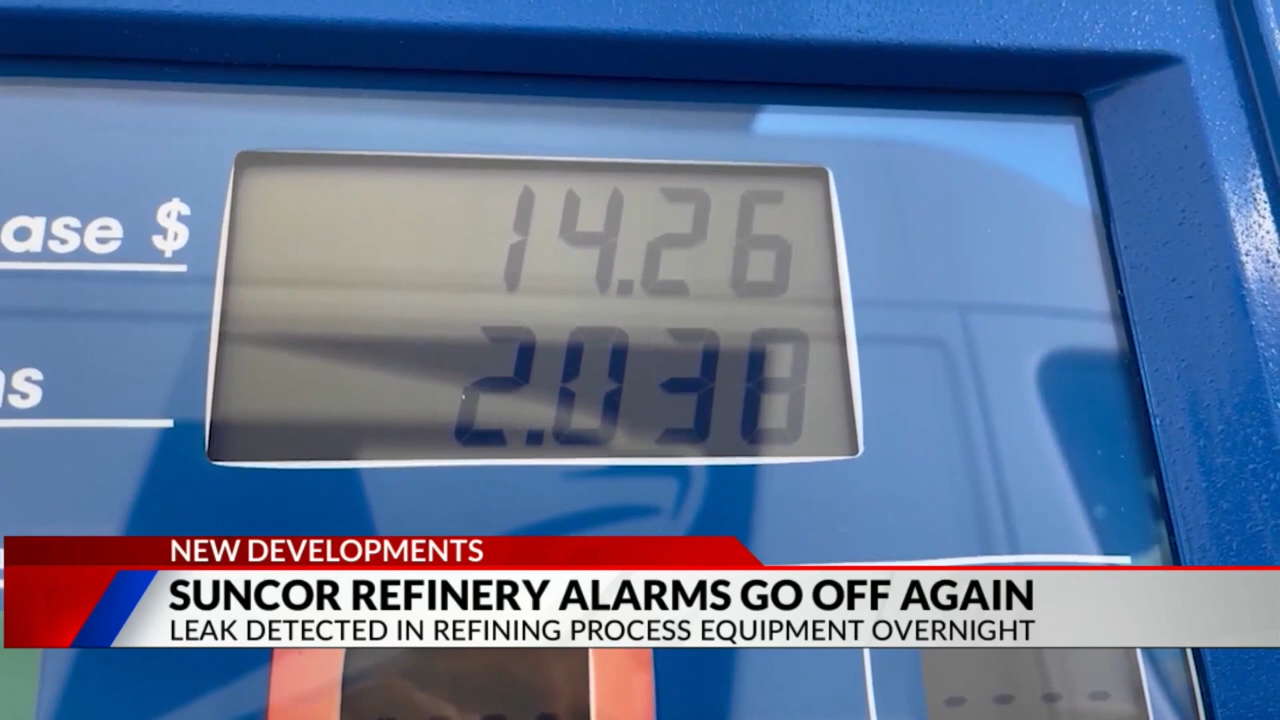 ase $
14.26
ns
2.038
NEW DEVELOPMENTS
SUNCOR REFINERY ALARMS GO OFF AGAIN
LEAK DETECTED IN REFINING PROCESS EQUIPMENT OVERNIGHT